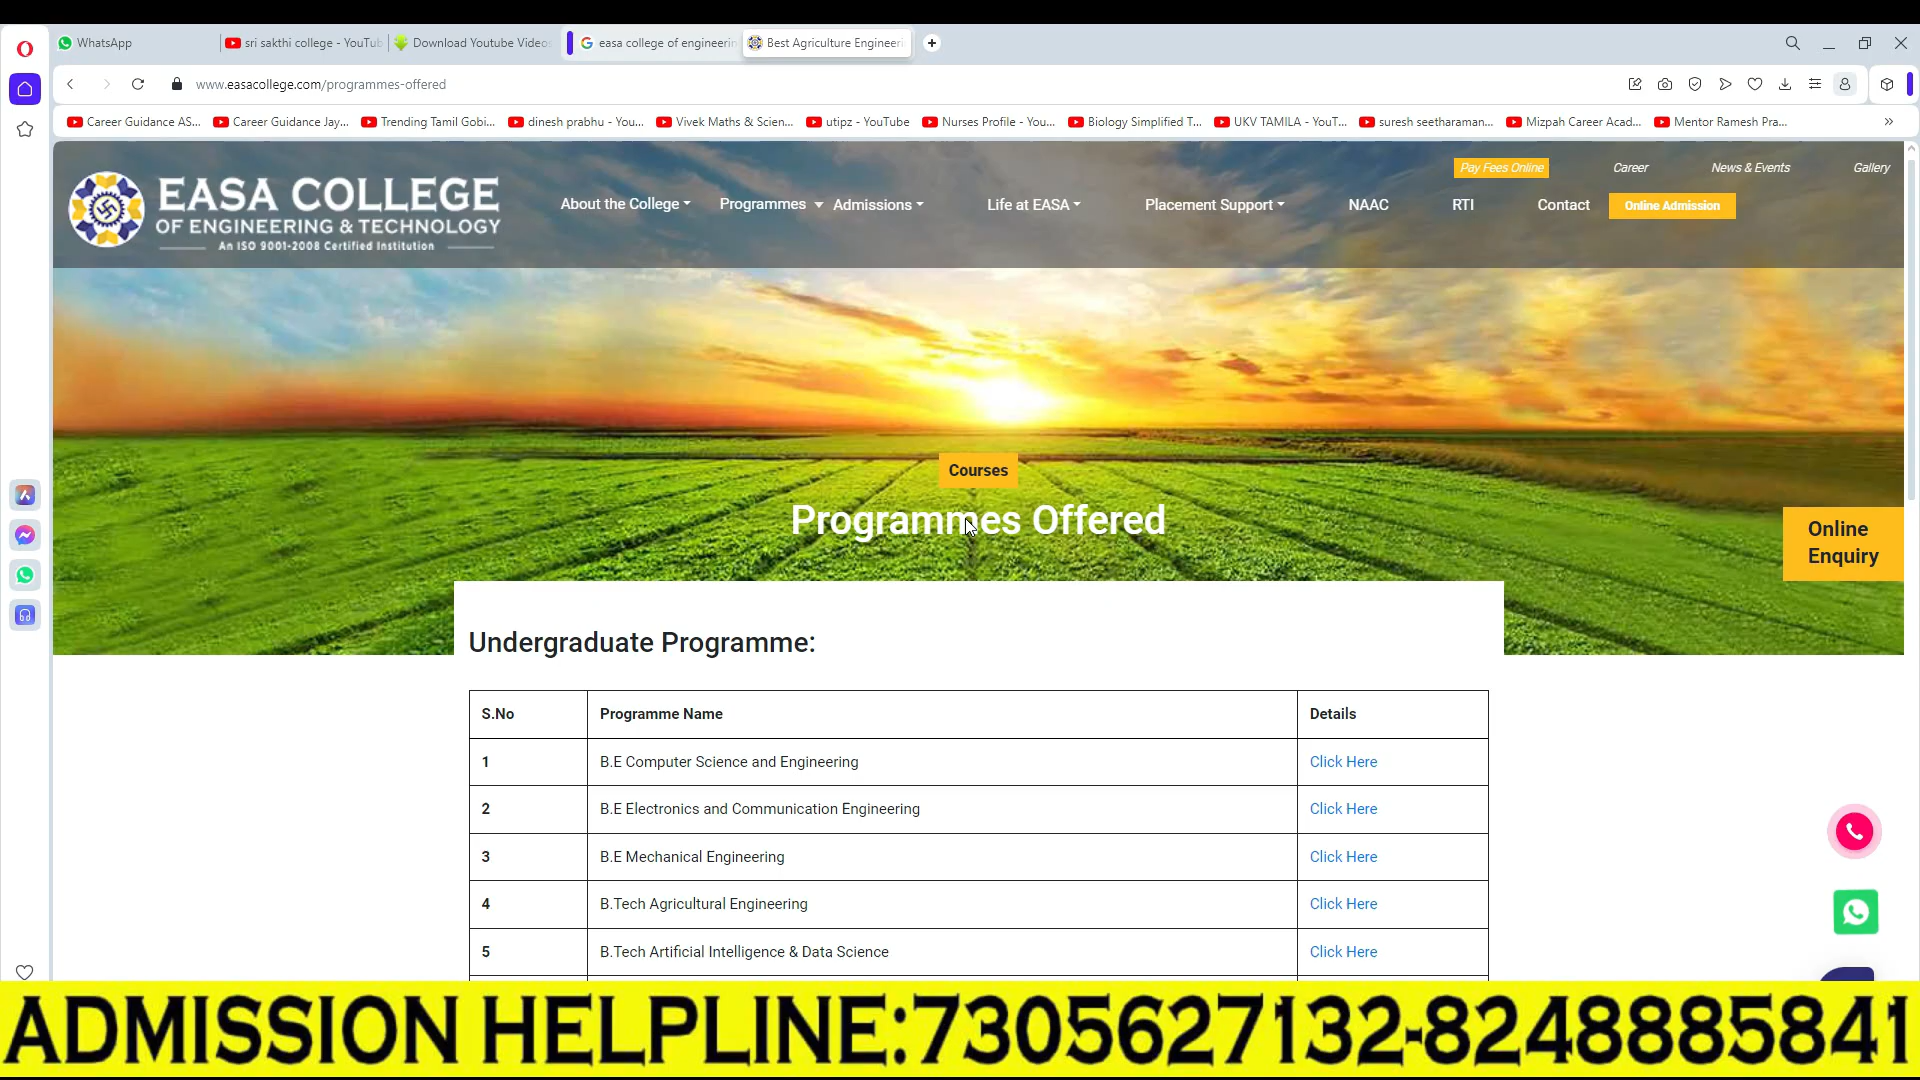 WhatsApp
sri sakthi college - YouTub
Download Youtube Videos
easa college of engineerin
Best Agriculture Engineeri
www.easacollege.com/programmes-offered
Career Guidance AS...
Career Guidance Jay...
Trending Tamil Gobi...
dinesh prabhu - You...
Vivek Maths & Scien...
utipz - YouTube
Nurses Profile - You...
Biology Simplified T...
UKV TAMILA - YouT...
suresh seetharaman...
Mizpah Career Acad...
Mentor Ramesh Pra...
Pay Fees Online
Career
News & Events
Gallery
EASA COLLEGE
OF ENGINEERING & TECHNOLOGY
An ISO 9001-2008 Certified Institution
About the College
Programmes
Admissions
Life at EASA
Placement Support
NAAC
RTI
Contact
Online Admission
Courses
Programmes Offered
Online
Enquiry
Undergraduate Programme:
S.No Programme Name Details
1 B.E Computer Science and Engineering Click Here
2 B.E Electronics and Communication Engineering Click Here
3 B.E Mechanical Engineering Click Here
4 B.Tech Agricultural Engineering Click Here
5 B.Tech Artificial Intelligence & Data Science Click Here
ADMISSION HELPLINE:7305627132-8248885841